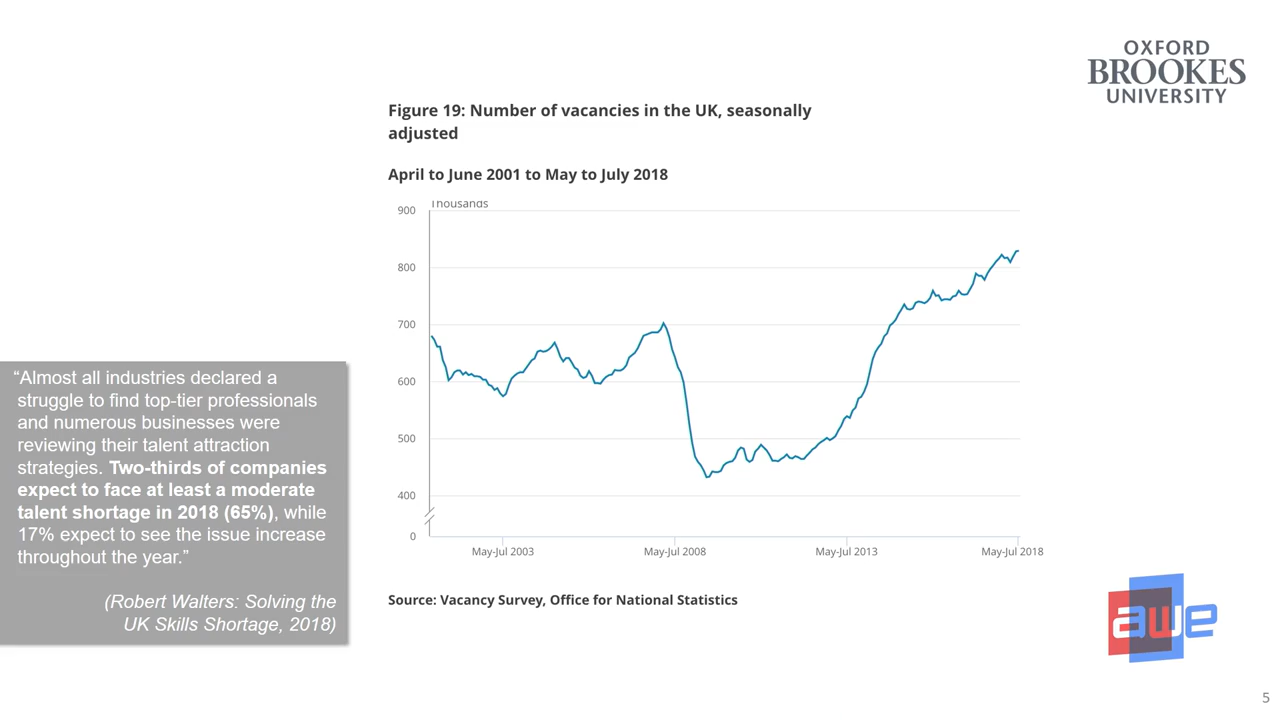 OXFORD
BROOKES
UNIVERSITY
Figure 19: Number of vacancies in the UK, seasonally
adjusted
April to June 2001 to May to July 2018
Thousands
900
800
700
600
500
400
0
May-Jul 2003
May-Jul 2008
May-Jul 2013
May-Jul 2018
Source: Vacancy Survey, Office for National Statistics
“Almost all industries declared a
struggle to find top-tier professionals
and numerous businesses were
reviewing their talent attraction
strategies. Two-thirds of companies
expect to face at least a moderate
talent shortage in 2018 (65%), while
17% expect to see the issue increase
throughout the year.”
(Robert Walters: Solving the
UK Skills Shortage, 2018)
awe
5